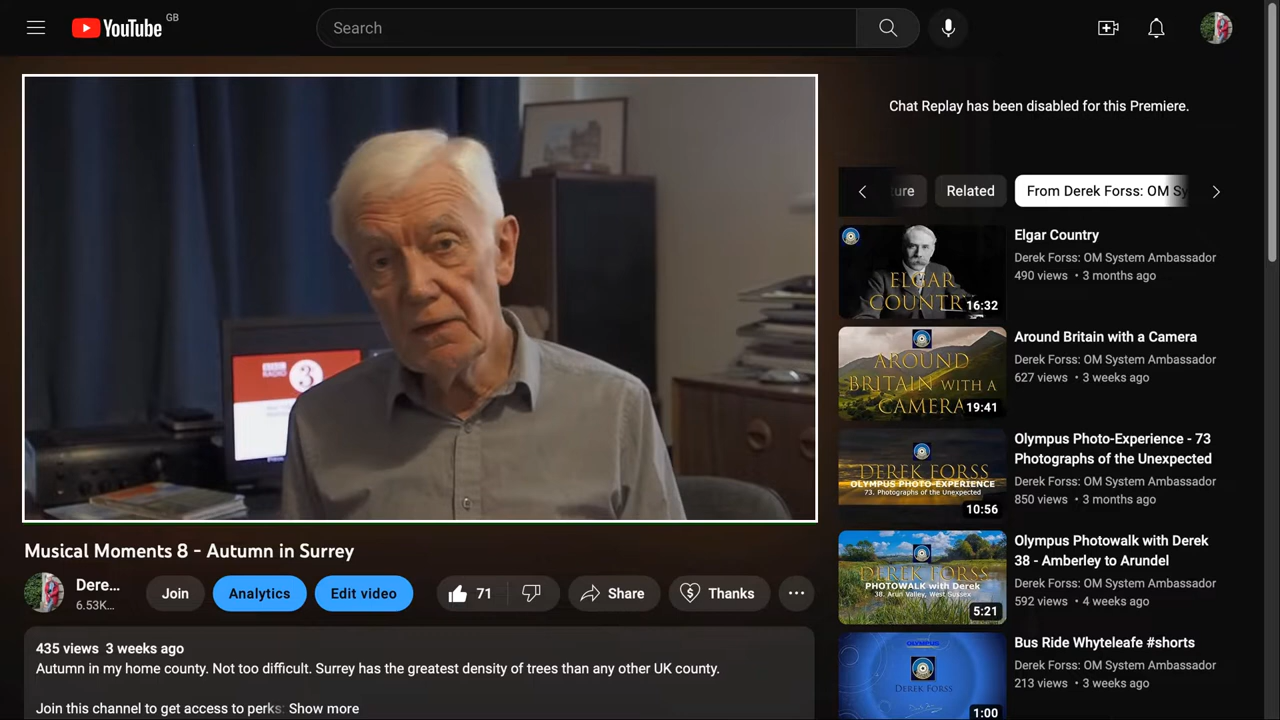 YouTube GB
Search
Chat Replay has been disabled for this Premiere.
ure
Related
From Derek Forss: OM Sy
BBC
RADIO 3
ELGAR
COUNTR
16:32
Elgar Country
Derek Forss: OM System Ambassador
490 views • 3 months ago
AROUND
BRITAIN WITH A
CAMERA
19:41
Around Britain with a Camera
Derek Forss: OM System Ambassador
627 views • 3 weeks ago
DEREK FORSS
OLYMPUS PHOTO-EXPERIENCE
73. Photographs of the Unexpected
10:56
Olympus Photo-Experience - 73
Photographs of the Unexpected
Derek Forss: OM System Ambassador
850 views • 3 months ago
DEREK FORSS
PHOTOWALK with Derek
38. Arun Valley, West Sussex
5:21
Olympus Photowalk with Derek
38 - Amberley to Arundel
Derek Forss: OM System Ambassador
592 views • 4 weeks ago
OLYMPUS
DEREK FORSS
1:00
Bus Ride Whyteleafe #shorts
Derek Forss: OM System Ambassador
213 views • 3 weeks ago
Musical Moments 8 - Autumn in Surrey
Dere...
6.53K...
Join
Analytics
Edit video
71
Share
Thanks
435 views 3 weeks ago
Autumn in my home county. Not too difficult. Surrey has the greatest density of trees than any other UK county.
Join this channel to get access to perks: Show more